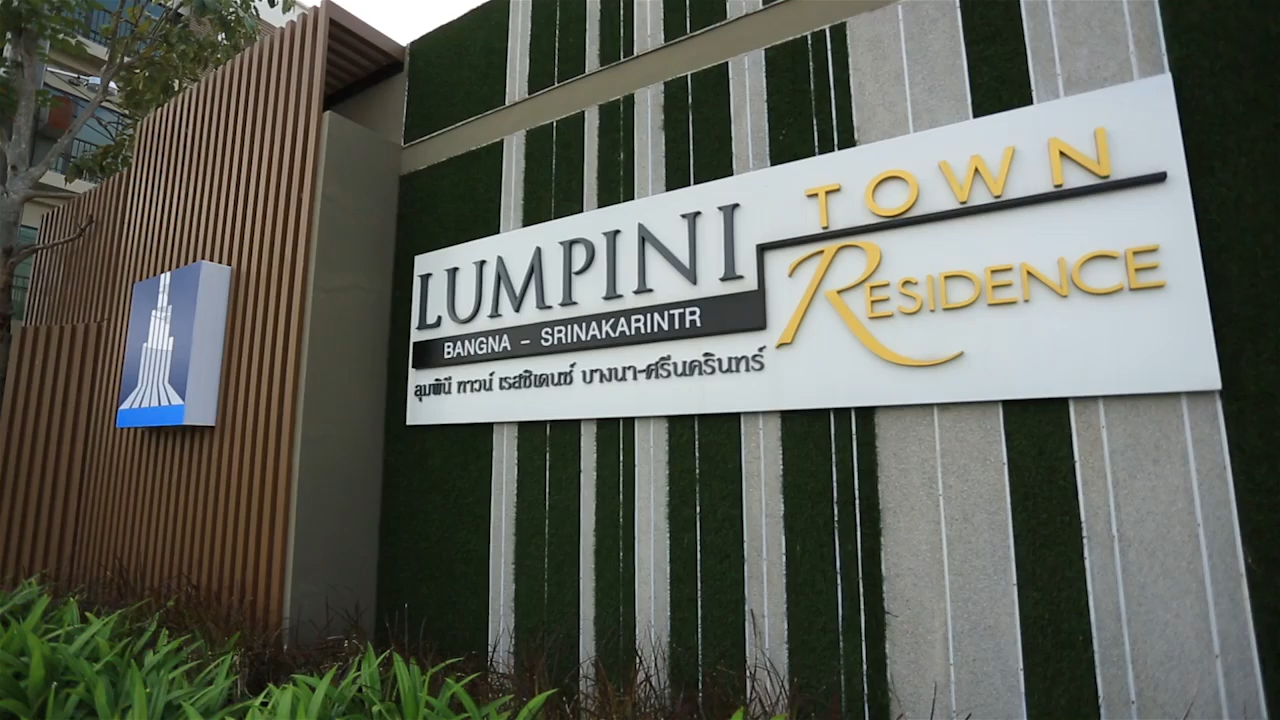 LUMPINI TOWN
RESIDENCE
BANGNA - SRINAKARINTR
ลุมพินี ทาวน์ เรสซิเดนซ์ บางนา-ศรีนครินทร์